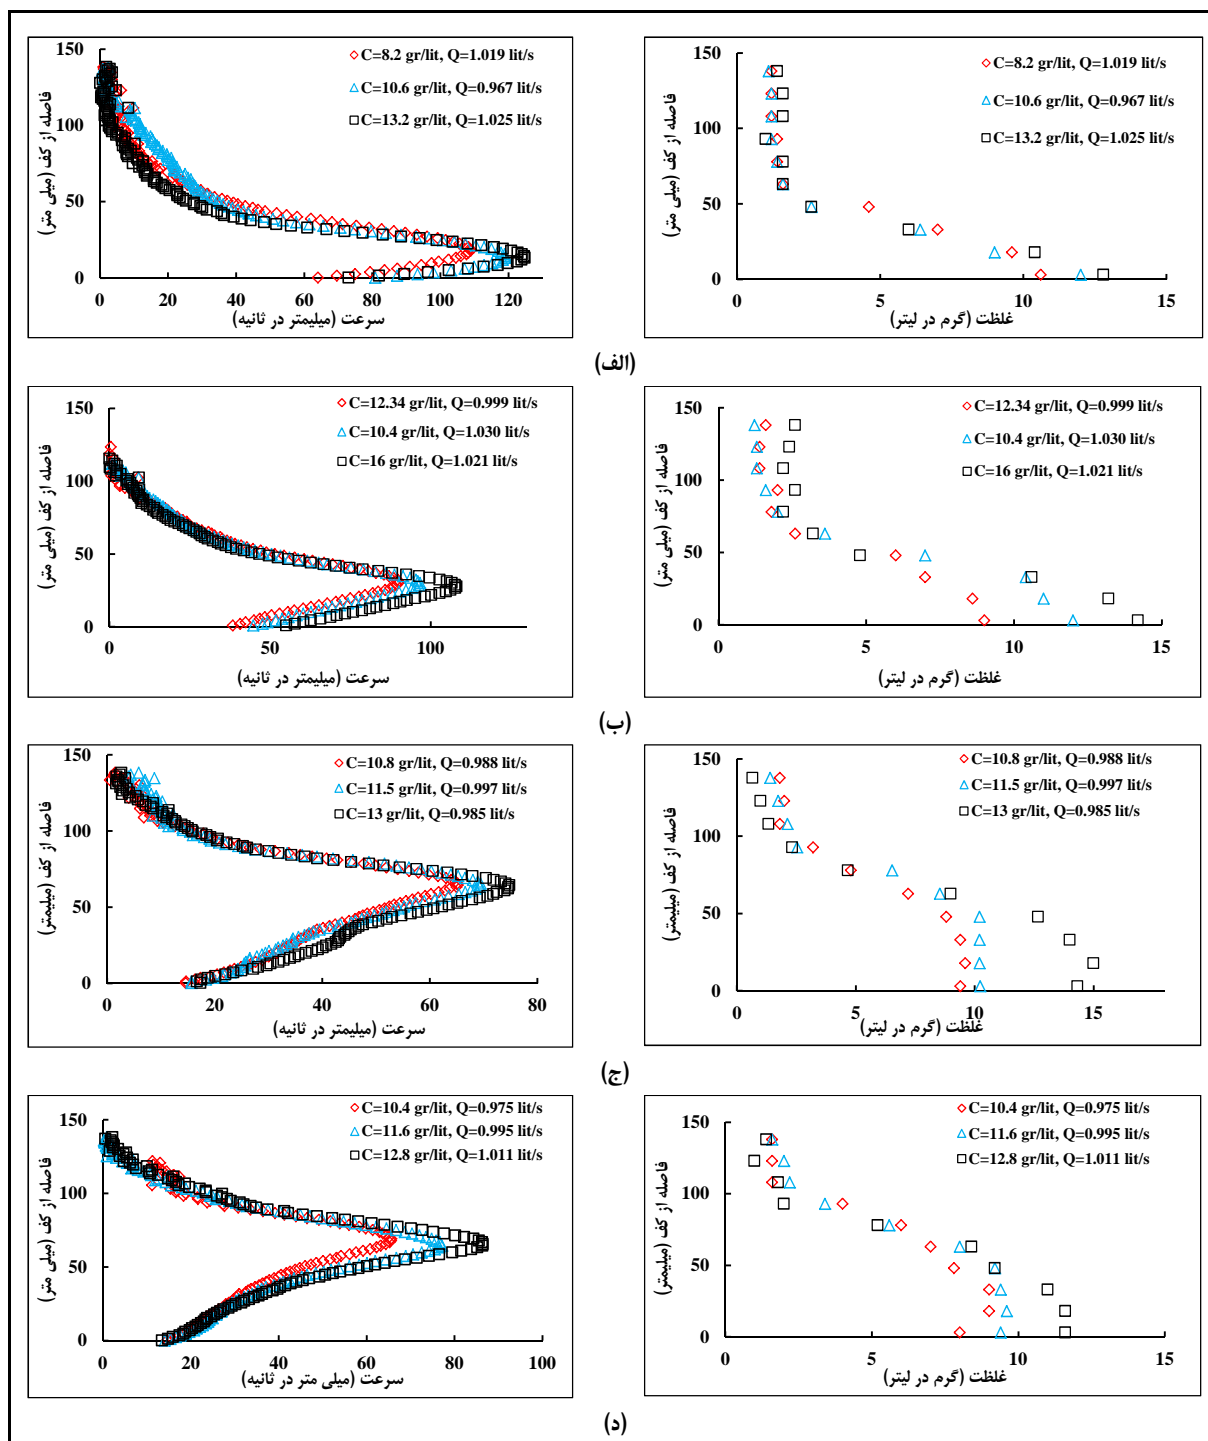 C=8.2 gr/lit, Q=1.019 lit/s
C=10.6 gr/lit, Q=0.967 lit/s
C=13.2 gr/lit, Q=1.025 lit/s
فاصله از کف (میلی متر)
150
100
50
0
0 20 40 60 80 100 120
سرعت (میلیمتر در ثانیه)
C=8.2 gr/lit, Q=1.019 lit/s
C=10.6 gr/lit, Q=0.967 lit/s
C=13.2 gr/lit, Q=1.025 lit/s
فاصله از کف (میلی متر)
150
100
50
0
0 5 10 15
غلظت (گرم در لیتر)
(الف)
C=12.34 gr/lit, Q=0.999 lit/s
C=10.4 gr/lit, Q=1.030 lit/s
C=16 gr/lit, Q=1.021 lit/s
فاصله از کف (میلی متر)
150
100
50
0
0 50 100
سرعت (میلیمتر در ثانیه)
C=12.34 gr/lit, Q=0.999 lit/s
C=10.4 gr/lit, Q=1.030 lit/s
C=16 gr/lit, Q=1.021 lit/s
فاصله از کف (میلی متر)
150
100
50
0
0 5 10 15
غلظت (گرم در لیتر)
(ب)
C=10.8 gr/lit, Q=0.988 lit/s
C=11.5 gr/lit, Q=0.997 lit/s
C=13 gr/lit, Q=0.985 lit/s
فاصله از کف (میلیمتر)
150
100
50
0
0 20 40 60 80
سرعت (میلیمتر در ثانیه)
C=10.8 gr/lit, Q=0.988 lit/s
C=11.5 gr/lit, Q=0.997 lit/s
C=13 gr/lit, Q=0.985 lit/s
فاصله از کف (میلیمتر)
150
100
50
0
0 5 10 15
غلظت (گرم در لیتر)
(ج)
C=10.4 gr/lit, Q=0.975 lit/s
C=11.6 gr/lit, Q=0.995 lit/s
C=12.8 gr/lit, Q=1.011 lit/s
فاصله از کف (میلی متر)
150
100
50
0
0 20 40 60 80 100
سرعت (میلی متر در ثانیه)
C=10.4 gr/lit, Q=0.975 lit/s
C=11.6 gr/lit, Q=0.995 lit/s
C=12.8 gr/lit, Q=1.011 lit/s
فاصله از کف (میلیمتر)
150
100
50
0
0 5 10 15
غلظت (گرم در لیتر)
(د)